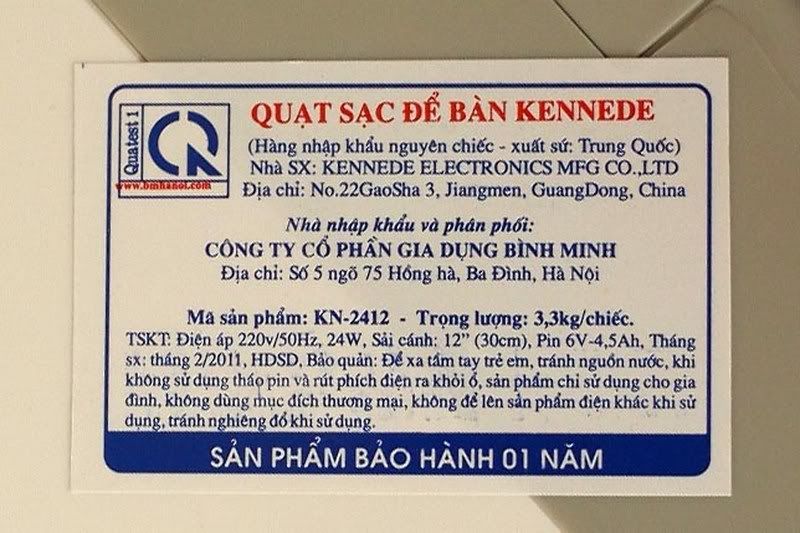 Quatest 1
www.bmhanoi.com
QUẠT SẠC ĐỂ BÀN KENNEDE
(Hàng nhập khẩu nguyên chiếc - xuất sứ: Trung Quốc)
Nhà SX: KENNEDE ELECTRONICS MFG CO.,LTD
Địa chỉ: No.22GaoSha 3, Jiangmen, GuangDong, China
Nhà nhập khẩu và phân phối:
CÔNG TY CỔ PHẦN GIA DỤNG BÌNH MINH
Địa chỉ: Số 5 ngõ 75 Hồng hà, Ba Đình, Hà Nội
Mã sản phẩm: KN-2412 - Trọng lượng: 3,3kg/chiếc.
TSKT: Điện áp 220v/50Hz, 24W, Sải cánh: 12” (30cm), Pin 6V-4,5Ah, Tháng
sx: tháng 2/2011, HDSD, Bảo quản: Để xa tầm tay trẻ em, tránh nguồn nước, khi
không sử dụng tháo pin và rút phích điện ra khỏi ổ, sản phẩm chỉ sử dụng cho gia
đình, không dùng mục đích thương mại, không để lên sản phẩm điện khác khi sử
dụng, tránh nghiêng đổ khi sử dụng.
SẢN PHẨM BẢO HÀNH 01 NĂM